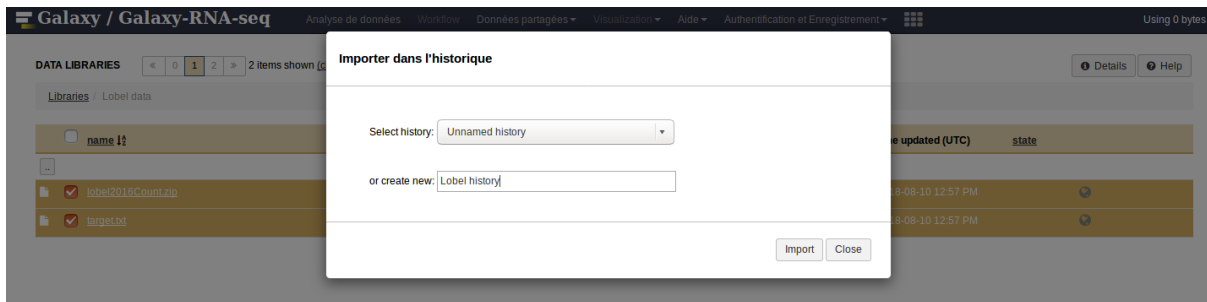 Galaxy / Galaxy-RNA-seq Analyse de données Workflow Données partagées Visualization Aide Authentification et Enregistrement Using 0 bytes
DATA LIBRARIES « 0 1 2 » 2 items shown (c Details Help
Libraries / Lobel data
name e updated (UTC) state
..
lobel2016Count.zip 8-08-10 12:57 PM
target.txt 8-08-10 12:57 PM
Importer dans l'historique
Select history: Unnamed history
or create new: Lobel history
Import Close